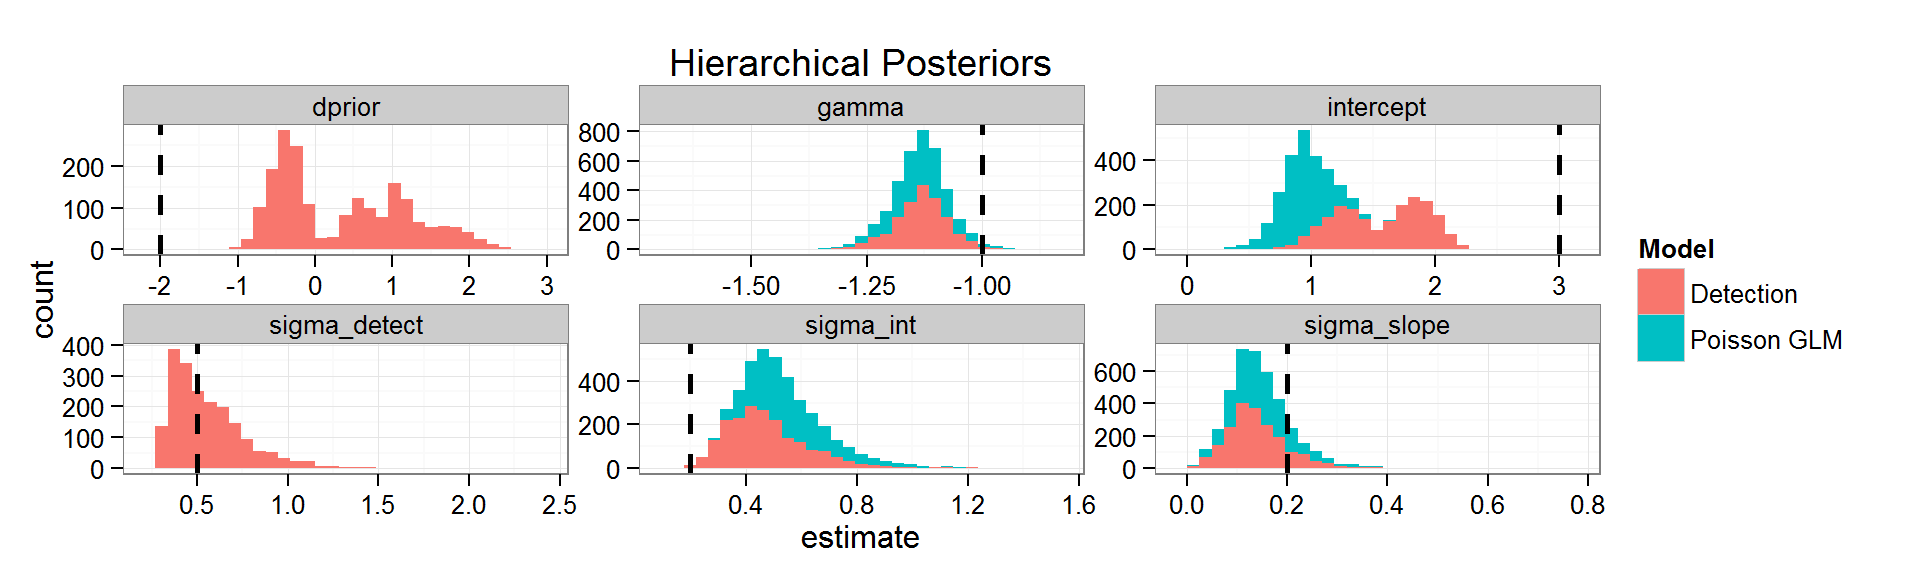 Hierarchical Posteriors
dprior
gamma
intercept
200
100
0
800
600
400
200
0
400
200
0
-2 -1 0 1 2 3
-1.50 -1.25 -1.00
0 1 2 3
sigma_detect
sigma_int
sigma_slope
400
300
200
100
0
400
200
0
600
400
200
0
0.5 1.0 1.5 2.0 2.5
0.4 0.8 1.2 1.6
0.0 0.2 0.4 0.6 0.8
count
estimate
Model
Detection
Poisson GLM